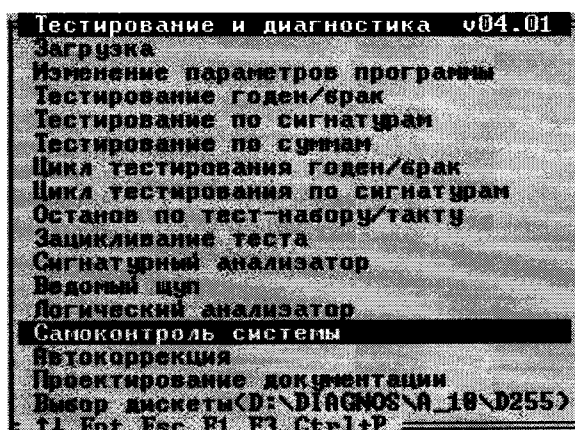 Тестирование и диагностика v04.01
Загрузка
Изменение параметров программы
Тестирование годен/брак
Тестирование по сигнатурам
Тестирование по суммам
Цикл тестирования годен/брак
Цикл тестирования по сигнатурам
Останов по тест-набору/такту
Зацикливание теста
Сигнатурный анализатор
Ведомый щуп
Логический анализатор
Самоконтроль системы
Автокоррекция
Проектирование документации
Выбор дискеты(D:\DIAGNOS\A_10\D255)
↑↓ Ent Esc F1 F3 Ctrl+P